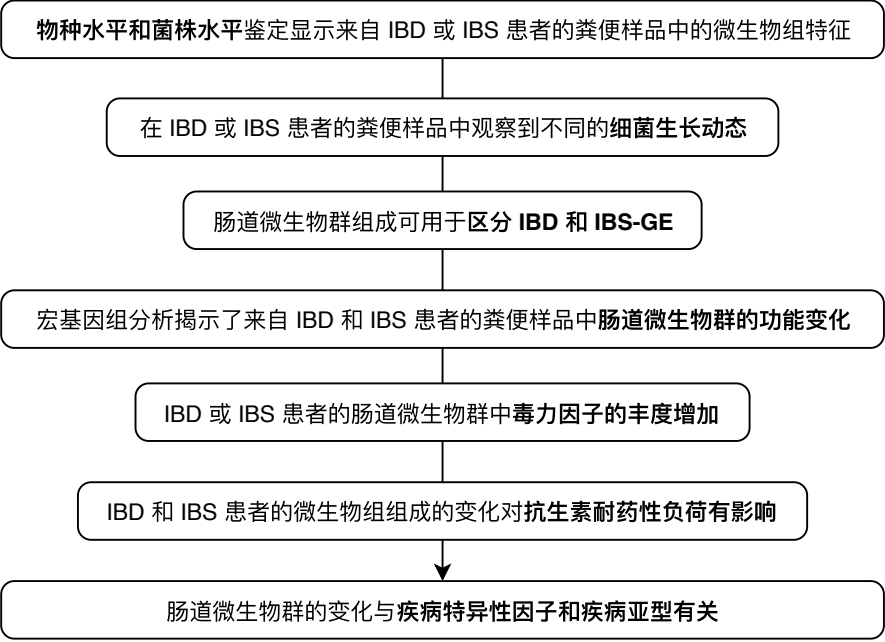 物种水平和菌株水平鉴定显示来自 IBD 或 IBS 患者的粪便样品中的微生物组特征
在 IBD 或 IBS 患者的粪便样品中观察到不同的细菌生长动态
肠道微生物群组成可用于区分 IBD 和 IBS-GE
宏基因组分析揭示了来自 IBD 和 IBS 患者的粪便样品中肠道微生物群的功能变化
IBD 或 IBS 患者的肠道微生物群中毒力因子的丰度增加
IBD 和 IBS 患者的微生物组组成的变化对抗生素耐药性负荷有影响
肠道微生物群的变化与疾病特异性因子和疾病亚型有关